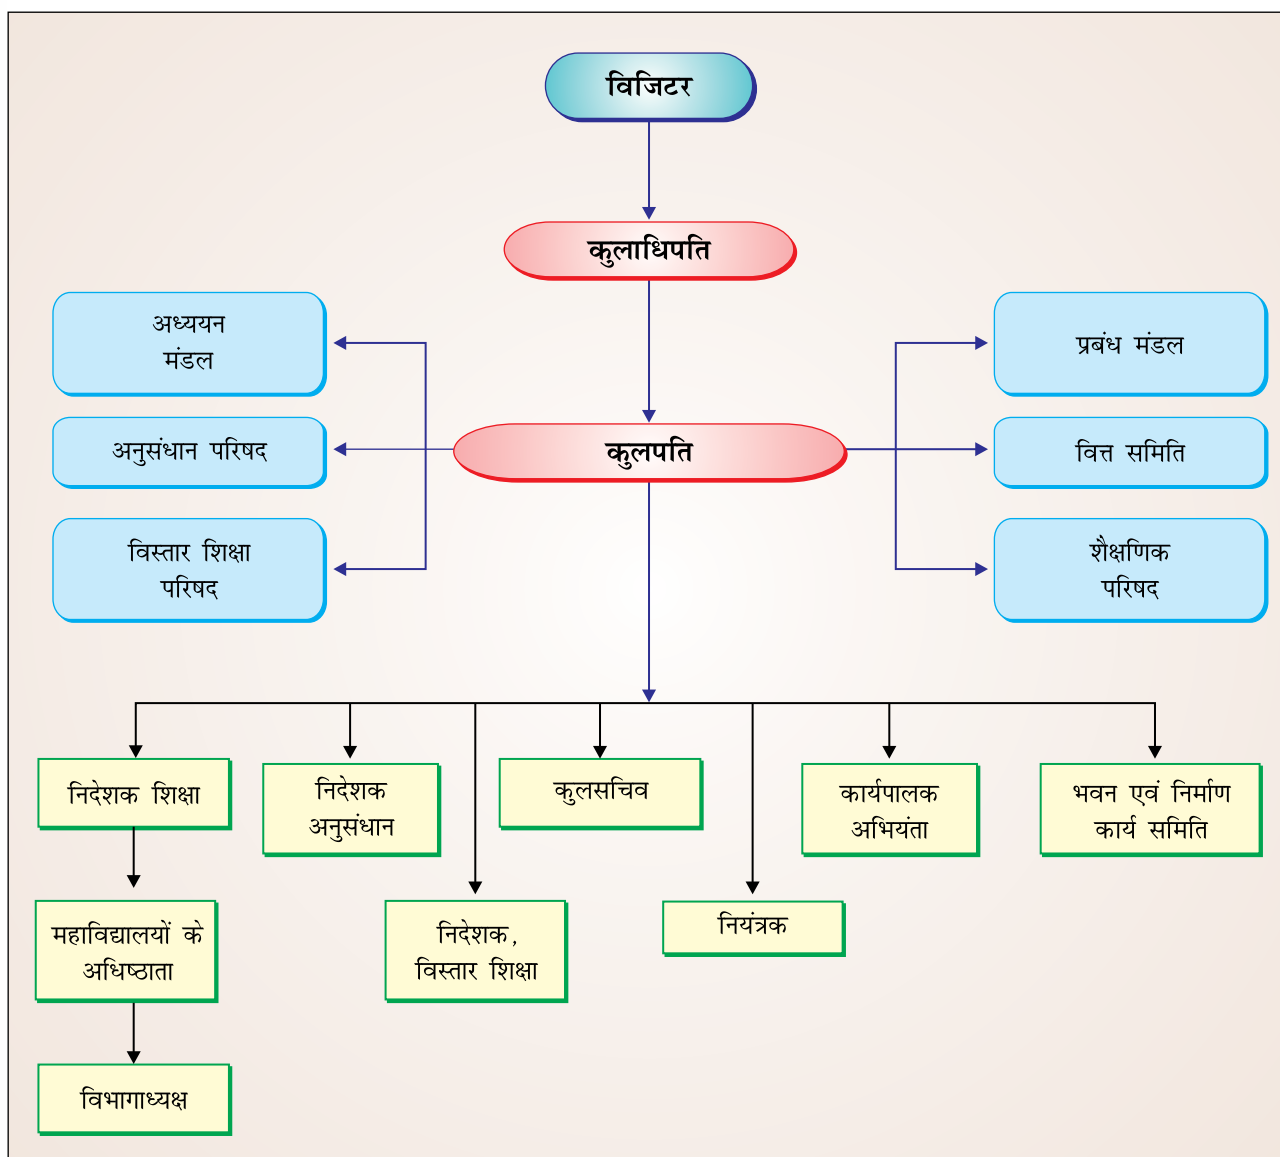 विजिटर
कुलाधिपति
अध्ययन
मंडल
प्रबंध मंडल
अनुसंधान परिषद
कुलपति
वित्त समिति
विस्तार शिक्षा
परिषद
शैक्षणिक
परिषद
निदेशक शिक्षा
निदेशक
अनुसंधान
कुलसचिव
कार्यपालक
अभियंता
भवन एवं निर्माण
कार्य समिति
महाविद्यालयों के
अधिष्ठाता
निदेशक,
विस्तार शिक्षा
नियंत्रक
विभागाध्यक्ष